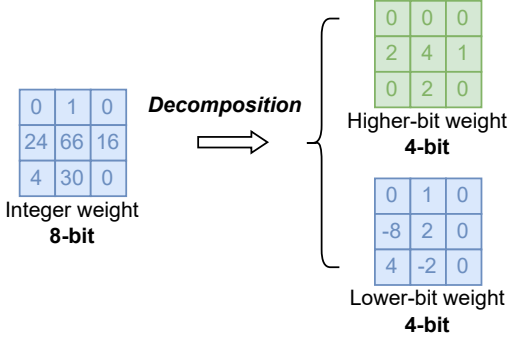 0 1 0
24 66 16
4 30 0
Integer weight
8-bit
Decomposition
0 0 0
2 4 1
0 2 0
Higher-bit weight
4-bit
0 1 0
-8 2 0
4 -2 0
Lower-bit weight
4-bit